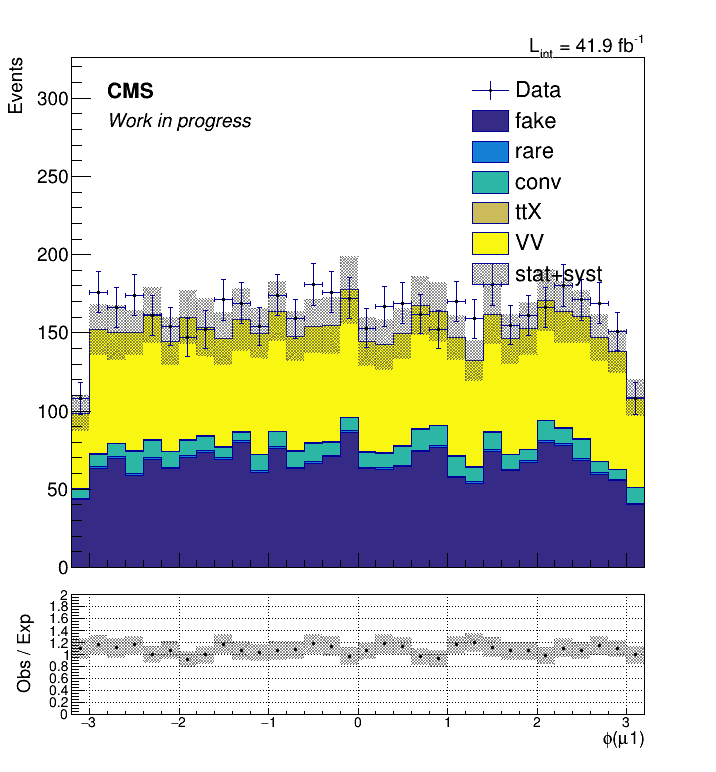 L_int = 41.9 fb^-1
Events
CMS
Work in progress
Data
fake
rare
conv
ttX
VV
stat+syst
300
250
200
150
100
50
0
Obs / Exp
2
1.8
1.6
1.4
1.2
1
0.8
0.6
0.4
0.2
0
−3 −2 −1 0 1 2 3
ϕ(μ1)